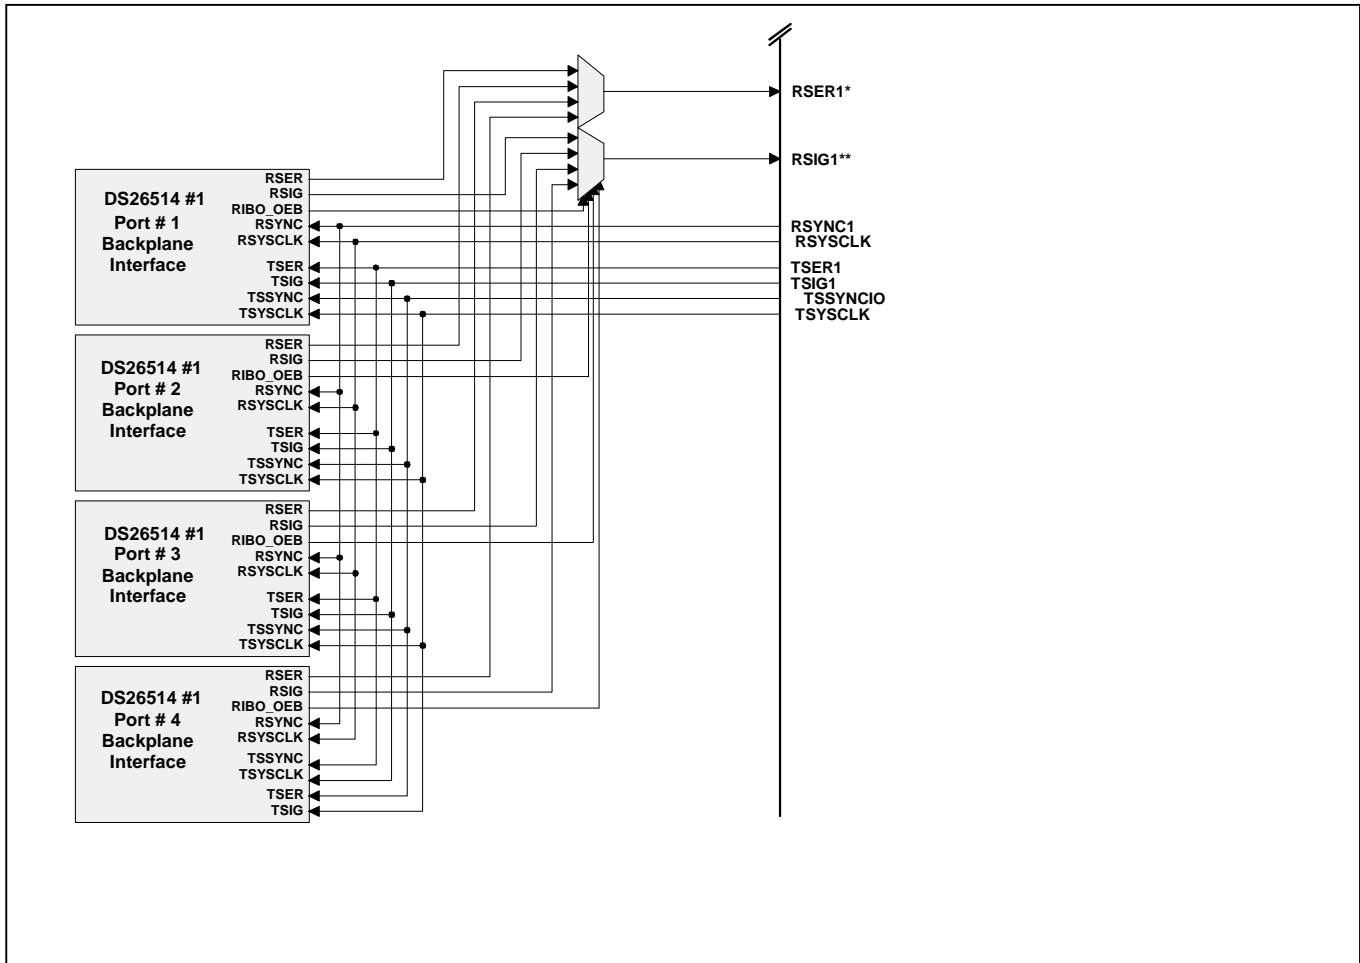 RSER1*
RSIG1**
DS26514 #1
Port # 1
Backplane
Interface
RSER
RSIG
RIBO_OEB
RSYNC
RSYSCLK
TSER
TSIG
TSSYNC
TSYSCLK
RSYNC1
RSYSCLK
TSER1
TSIG1
TSSYNCIO
TSYSCLK
DS26514 #1
Port # 2
Backplane
Interface
RSER
RSIG
RIBO_OEB
RSYNC
RSYSCLK
TSER
TSIG
TSSYNC
TSYSCLK
DS26514 #1
Port # 3
Backplane
Interface
RSER
RSIG
RIBO_OEB
RSYNC
RSYSCLK
TSER
TSIG
TSSYNC
TSYSCLK
DS26514 #1
Port # 4
Backplane
Interface
RSER
RSIG
RIBO_OEB
RSYNC
RSYSCLK
TSSYNC
TSYSCLK
TSER
TSIG